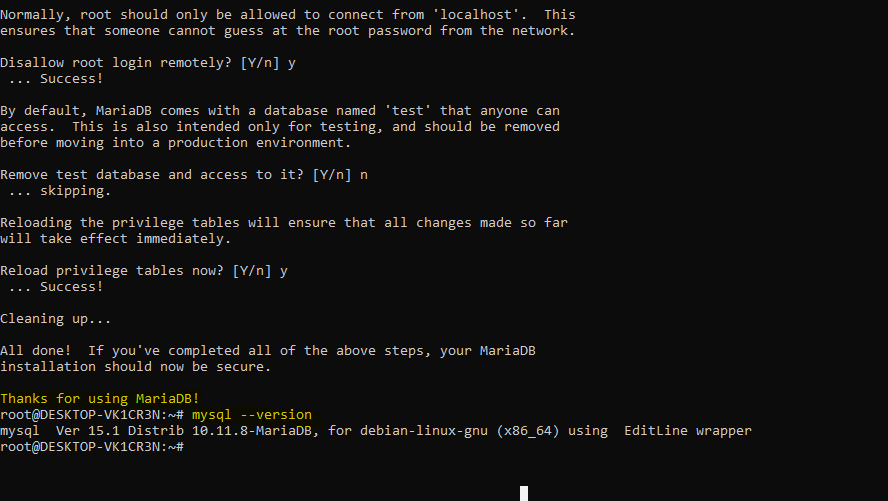 Normally, root should only be allowed to connect from 'localhost'.  This
ensures that someone cannot guess at the root password from the network.
Disallow root login remotely? [Y/n] y
 ... Success!
By default, MariaDB comes with a database named 'test' that anyone can
access.  This is also intended only for testing, and should be removed
before moving into a production environment.
Remove test database and access to it? [Y/n] n
 ... skipping.
Reloading the privilege tables will ensure that all changes made so far
will take effect immediately.
Reload privilege tables now? [Y/n] y
 ... Success!
Cleaning up...
All done!  If you've completed all of the above steps, your MariaDB
installation should now be secure.
Thanks for using MariaDB!
root@DESKTOP-VK1CR3N:~# mysql --version
mysql  Ver 15.1 Distrib 10.11.8-MariaDB, for debian-linux-gnu (x86_64) using  EditLine wrapper
root@DESKTOP-VK1CR3N:~#